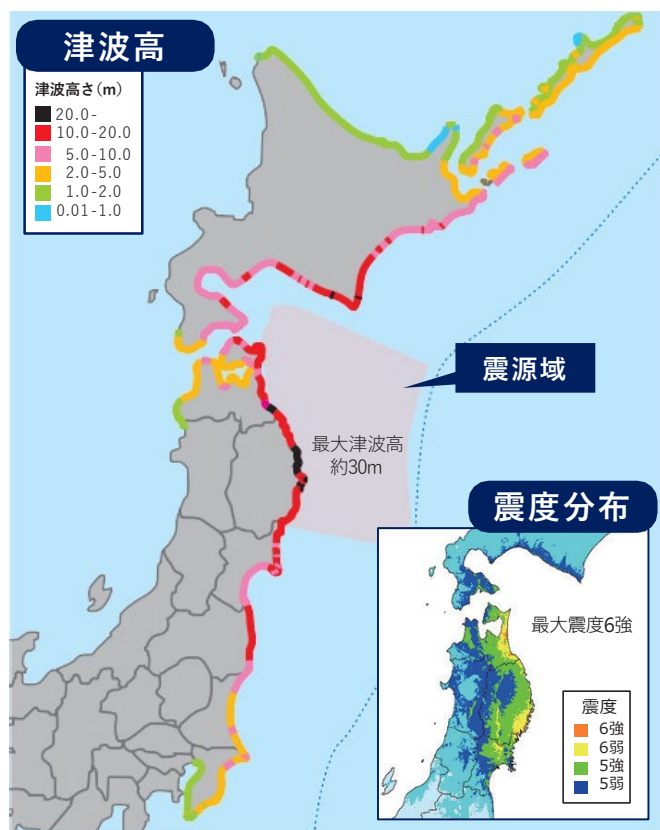 津波高
津波高さ(m)
20.0-
10.0-20.0
5.0-10.0
2.0-5.0
1.0-2.0
0.01-1.0
震源域
最大津波高
約30m
震度分布
最大震度6強
震度
6強
6弱
5強
5弱